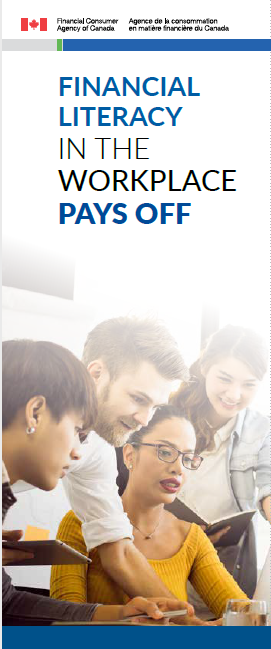 Financial Consumer
Agency of Canada
Agence de la consommation
en matière financière du Canada
FINANCIAL
LITERACY
IN THE
WORKPLACE
PAYS OFF